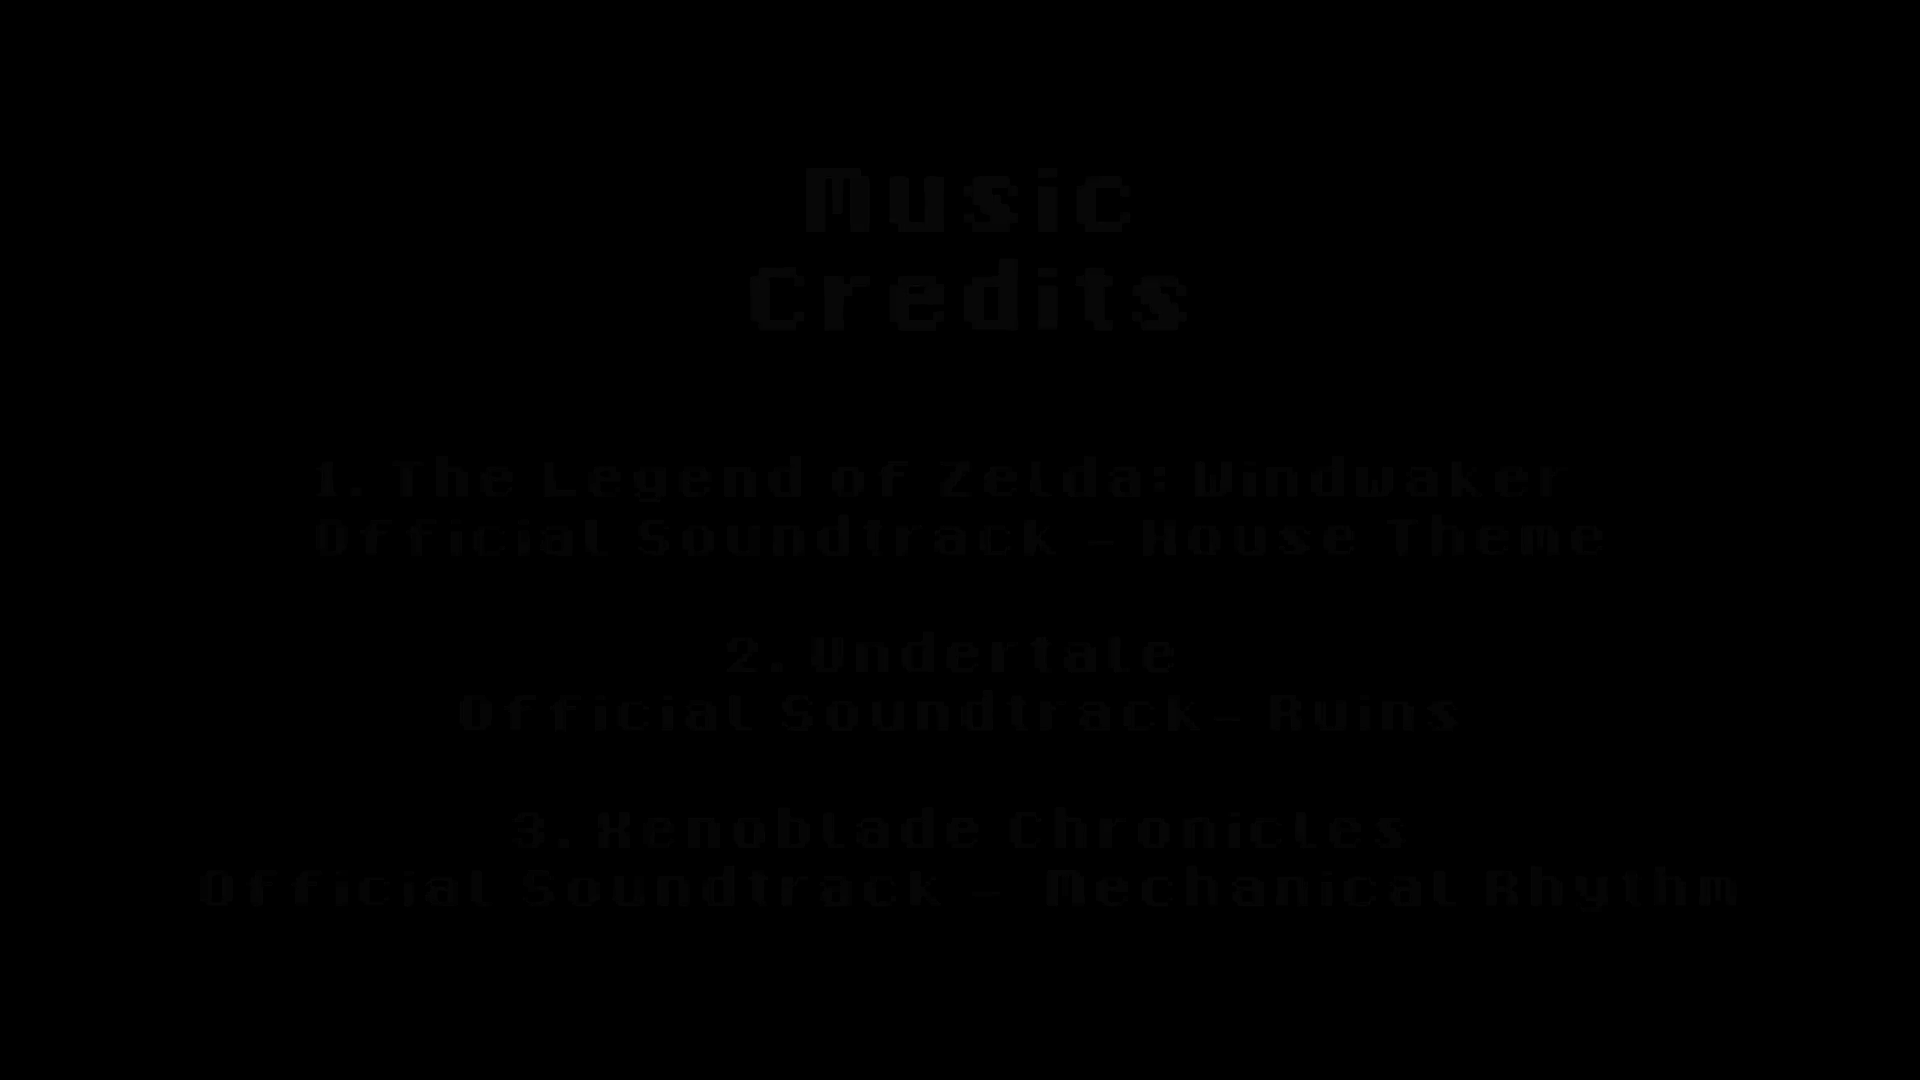 Music
Credits
1. The Legend of Zelda: Windwaker
Official Soundtrack - House Theme
2. Undertale
Official Soundtrack- Ruins
3. Xenoblade Chronicles
Official Soundtrack - Mechanical Rhythm